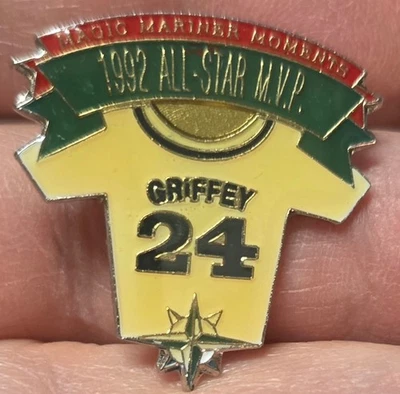 MAGIC MARINER MOMENTS
1992 ALL-STAR M.V.P.
GRIFFEY
24